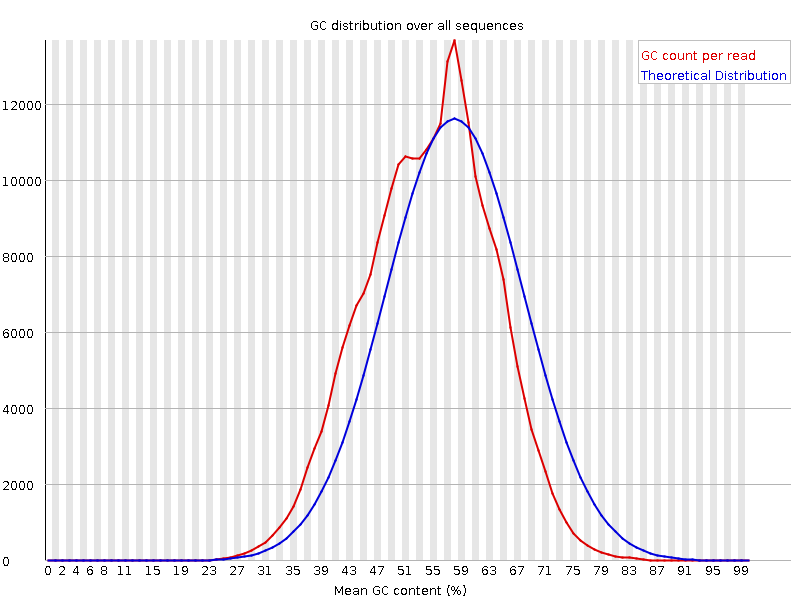 GC distribution over all sequences
GC count per read
Theoretical Distribution
12000
10000
8000
6000
4000
2000
0
0 2 4 6 8 11 15 19 23 27 31 35 39 43 47 51 55 59 63 67 71 75 79 83 87 91 95 99
Mean GC content (%)